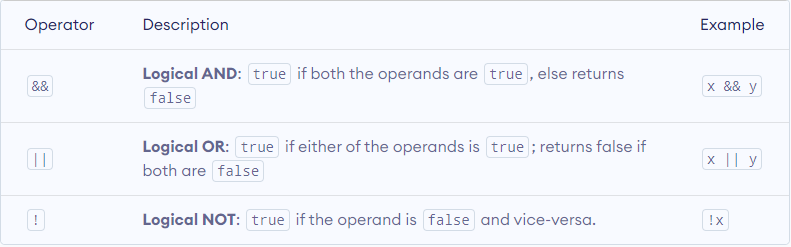 Operator Description Example
&& Logical AND: true if both the operands are true, else returns false x && y
|| Logical OR: true if either of the operands is true; returns false if both are false x || y
! Logical NOT: true if the operand is false and vice-versa. !x